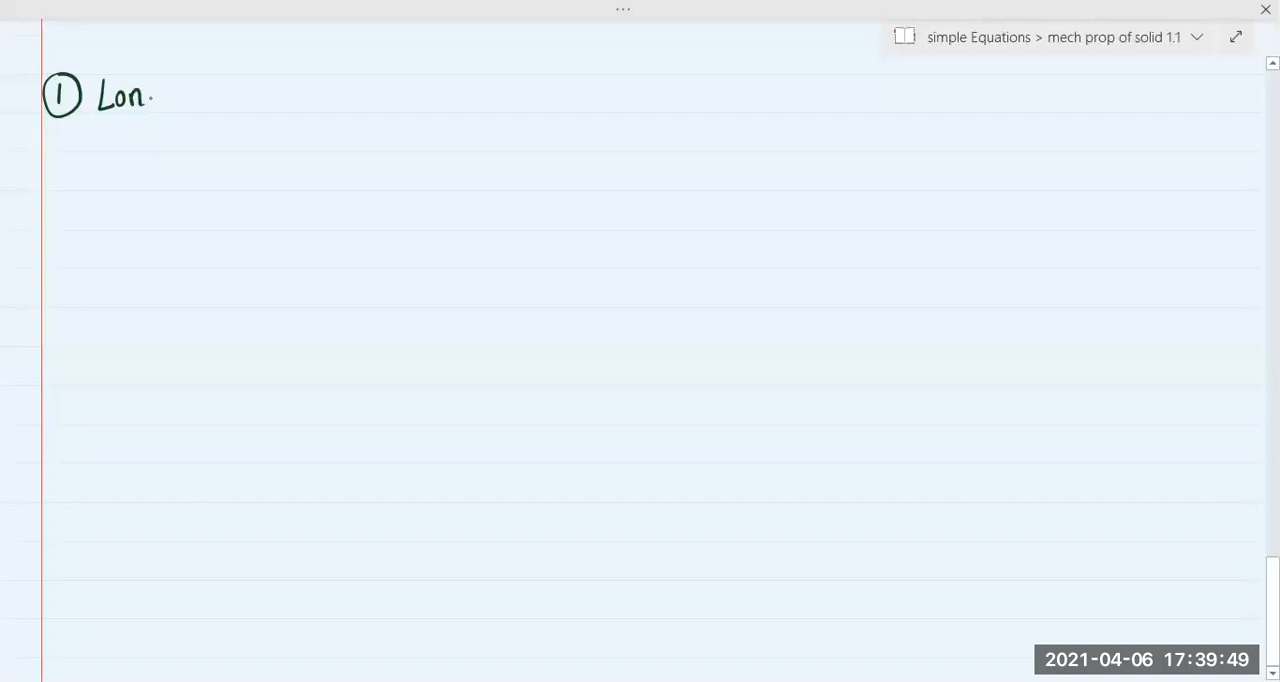 ...
simple Equations > mech prop of solid 1.1
① Lon.
2021-04-06 17:39:49